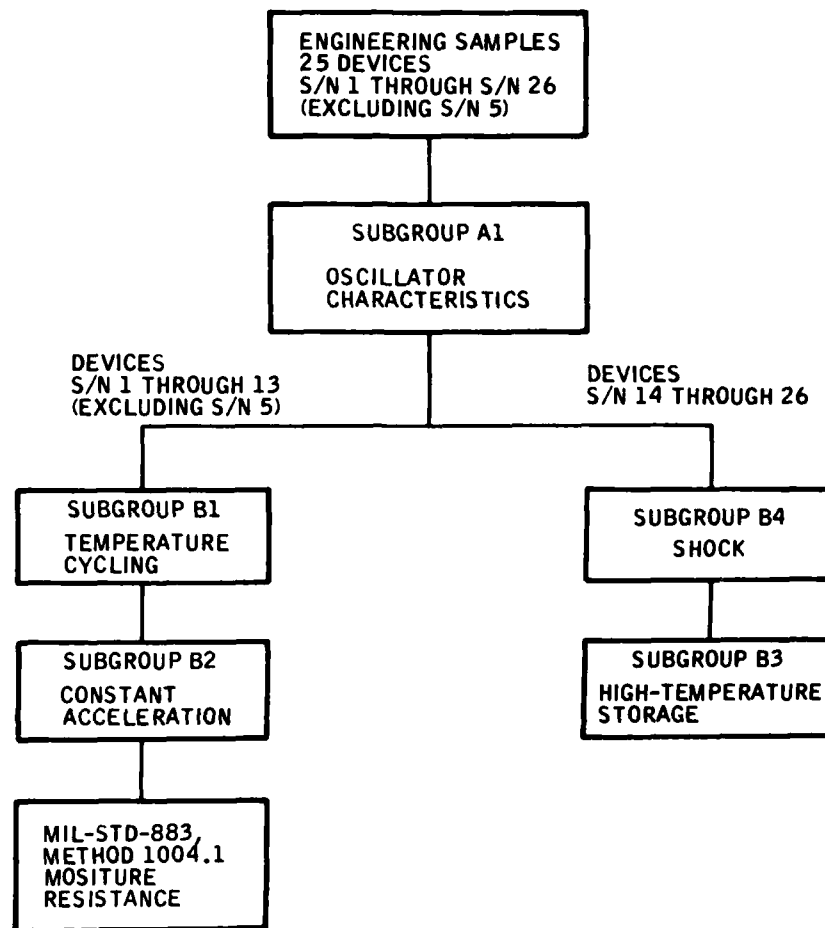 ENGINEERING SAMPLES
25 DEVICES
S/N 1 THROUGH S/N 26
(EXCLUDING S/N 5)
SUBGROUP A1
OSCILLATOR
CHARACTERISTICS
DEVICES
S/N 1 THROUGH 13
(EXCLUDING S/N 5)
DEVICES
S/N 14 THROUGH 26
SUBGROUP B1
TEMPERATURE
CYCLING
SUBGROUP B4
SHOCK
SUBGROUP B2
CONSTANT
ACCELERATION
SUBGROUP B3
HIGH-TEMPERATURE
STORAGE
MIL-STD-883,
METHOD 1004.1
MOSITURE
RESISTANCE